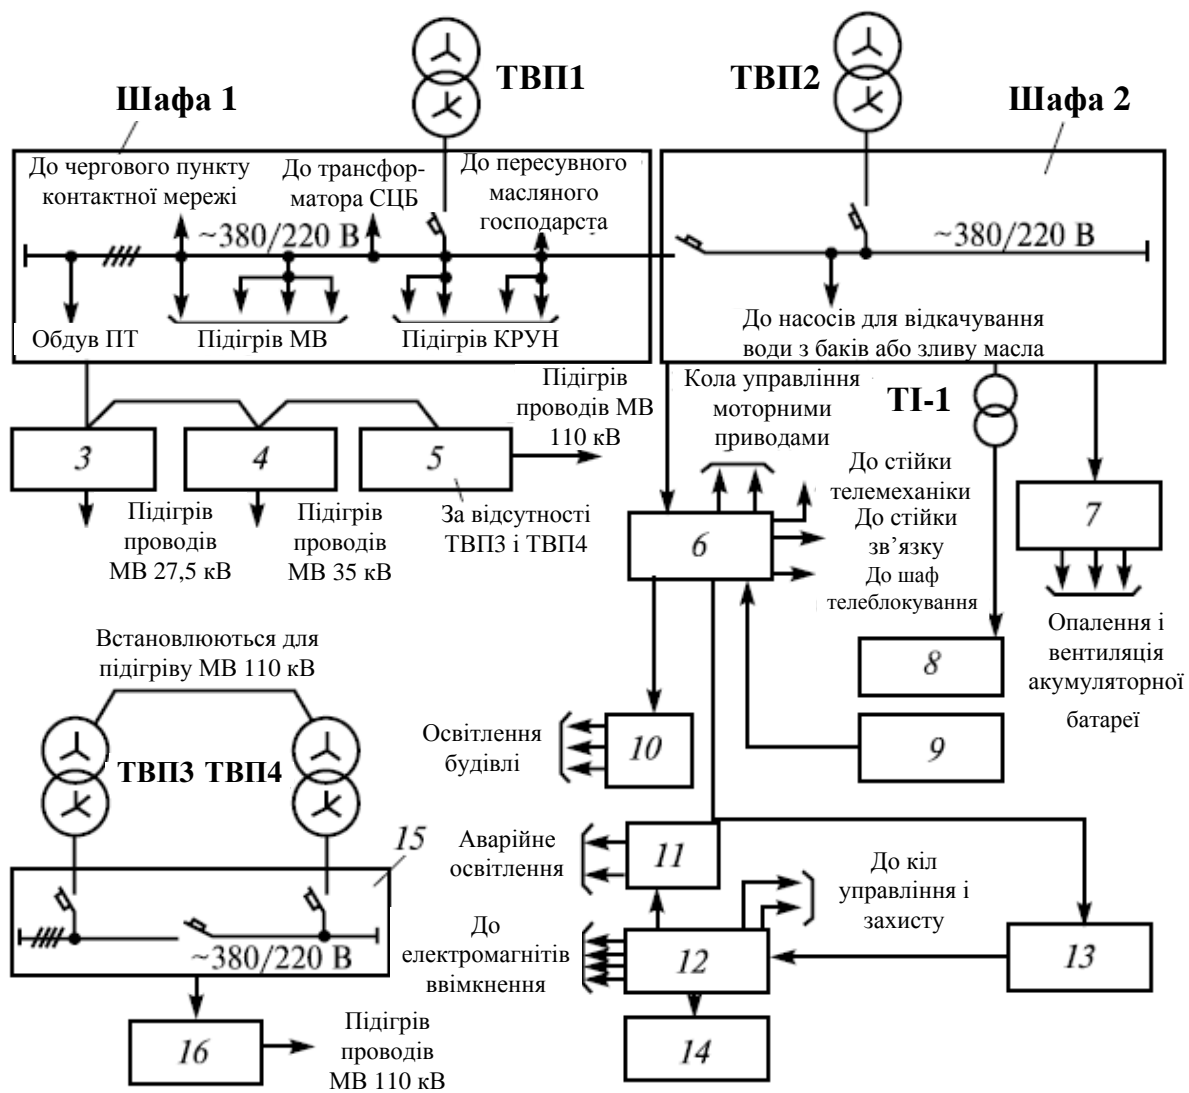 ТВП1
ТВП2
Шафа 1
Шафа 2
До чергового пункту
контактної мережі
До трансфор-
матора СЦБ
До пересувного
масляного
господарста
~380/220 В
~380/220 В
Обдув ПТ
Підігрів МВ
Підігрів КРУН
До насосів для відкачування
води з баків або зливу масла
Підігрів
проводів МВ
110 кВ
Кола управління
моторними
приводами
ТІ-1
3
4
5
Підігрів
проводів
МВ 27,5 кВ
Підігрів
проводів
МВ 35 кВ
За відсутності
ТВП3 і ТВП4
6
До стійки
телемеханіки
До стійки
зв’язку
До шаф
телеблокування
7
Опалення і
вентиляція
акумуляторної
батареї
8
9
Встановлюються для
підігріву МВ 110 кВ
ТВП3 ТВП4
Освітлення
будівлі
10
15
Аварійне
освітлення
11
До кіл
управління і
захисту
~380/220 В
До
електромагнітів
ввімкнення
12
13
14
16
Підігрів
проводів
МВ 110 кВ